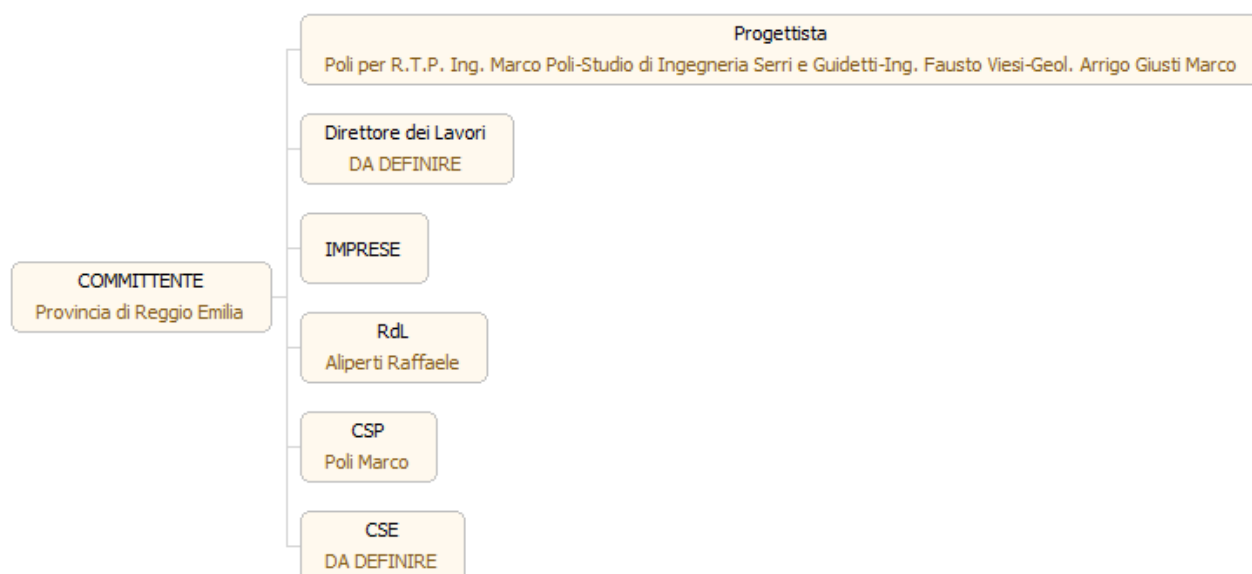 Progettista
Poli per R.T.P. Ing. Marco Poli-Studio di Ingegneria Serri e Guidetti-Ing. Fausto Viesi-Geol. Arrigo Giusti Marco
Direttore dei Lavori
DA DEFINIRE
IMPRESE
COMMITTENTE
Provincia di Reggio Emilia
RdL
Aliperti Raffaele
CSP
Poli Marco
CSE
DA DEFINIRE